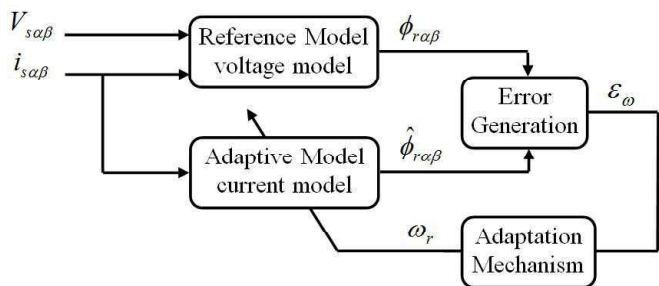 V_{sαβ}
i_{sαβ}
Reference Model
voltage model
ϕ_{rαβ}
Error
Generation
ε_ω
Adaptive Model
current model
\hat{ϕ}_{rαβ}
ω_r
Adaptation
Mechanism